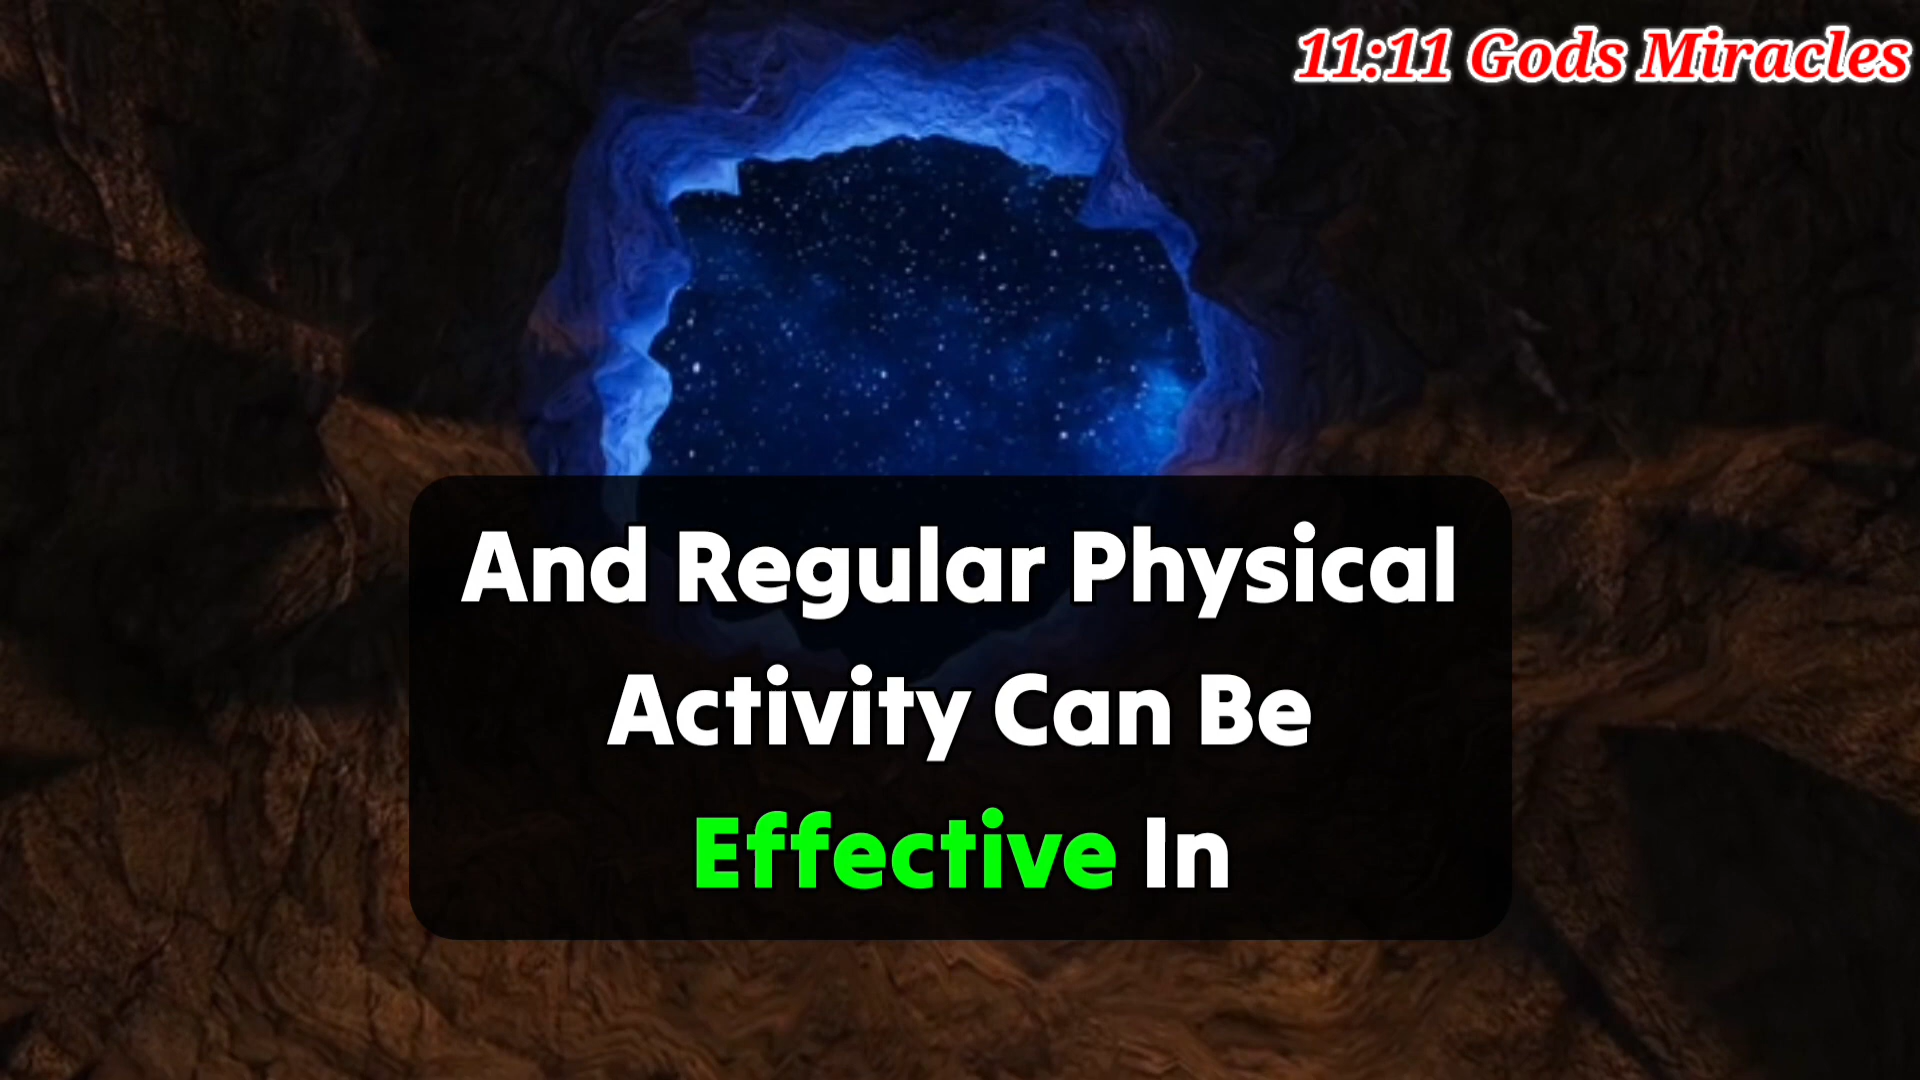 11:11 Gods Miracles
And Regular Physical
Activity Can Be
Effective In